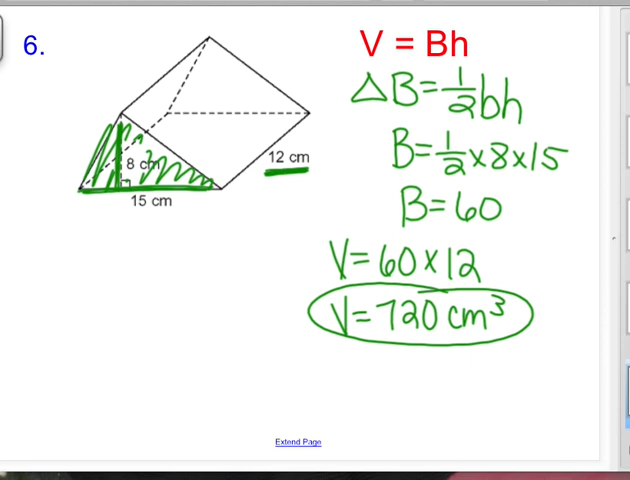 6.
V = Bh
△B=½bh
8 cm
12 cm
B=½×8×15
15 cm
B=60
V=60×12
V=720 cm³
Extend Page